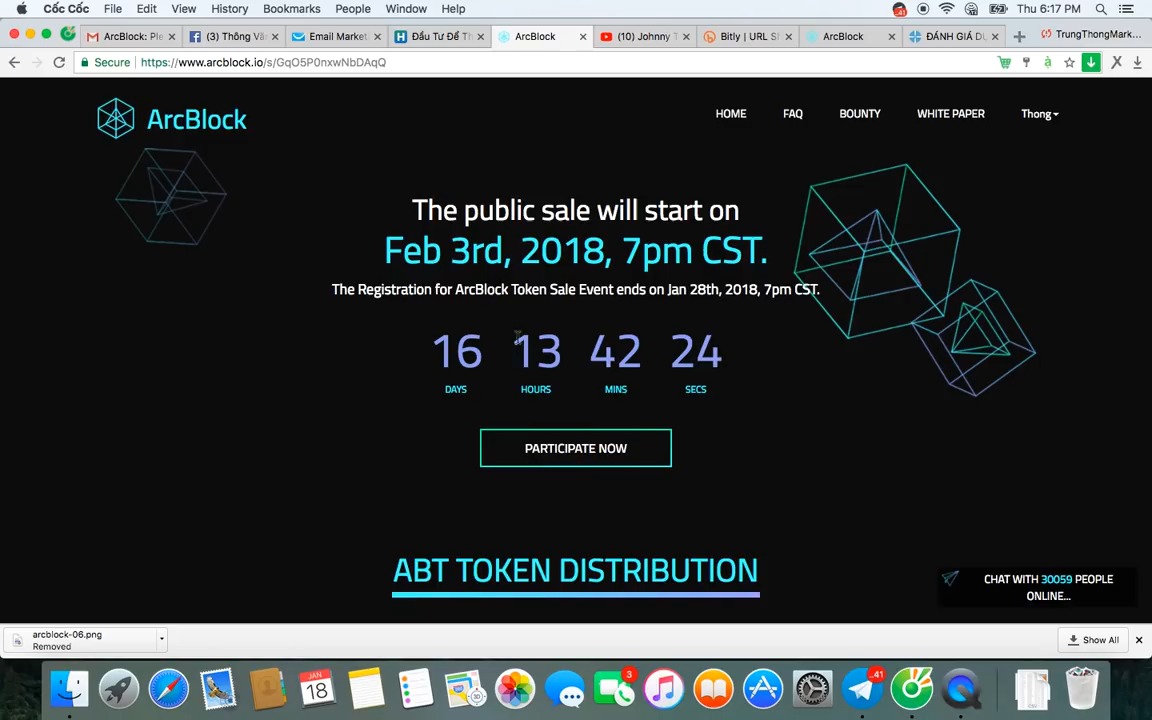 Cốc Cốc File Edit View History Bookmarks People Window Help
Thu 6:17 PM
ArcBlock: Ple
(3) Thông Vă
Email Market
Đầu Tư Để Th
ArcBlock
(10) Johnny T
Bitly | URL Sh
ArcBlock
ĐÁNH GIÁ DỤ
TrungThongMark...
Secure https://www.arcblock.io/s/GqO5P0nxwNbDAqQ
ArcBlock
HOME FAQ BOUNTY WHITE PAPER Thong
The public sale will start on
Feb 3rd, 2018, 7pm CST.
The Registration for ArcBlock Token Sale Event ends on Jan 28th, 2018, 7pm CST.
16 13 42 24
DAYS HOURS MINS SECS
PARTICIPATE NOW
ABT TOKEN DISTRIBUTION
CHAT WITH 30059 PEOPLE
ONLINE...
arcblock-06.png
Removed
Show All
JAN
18
3
41